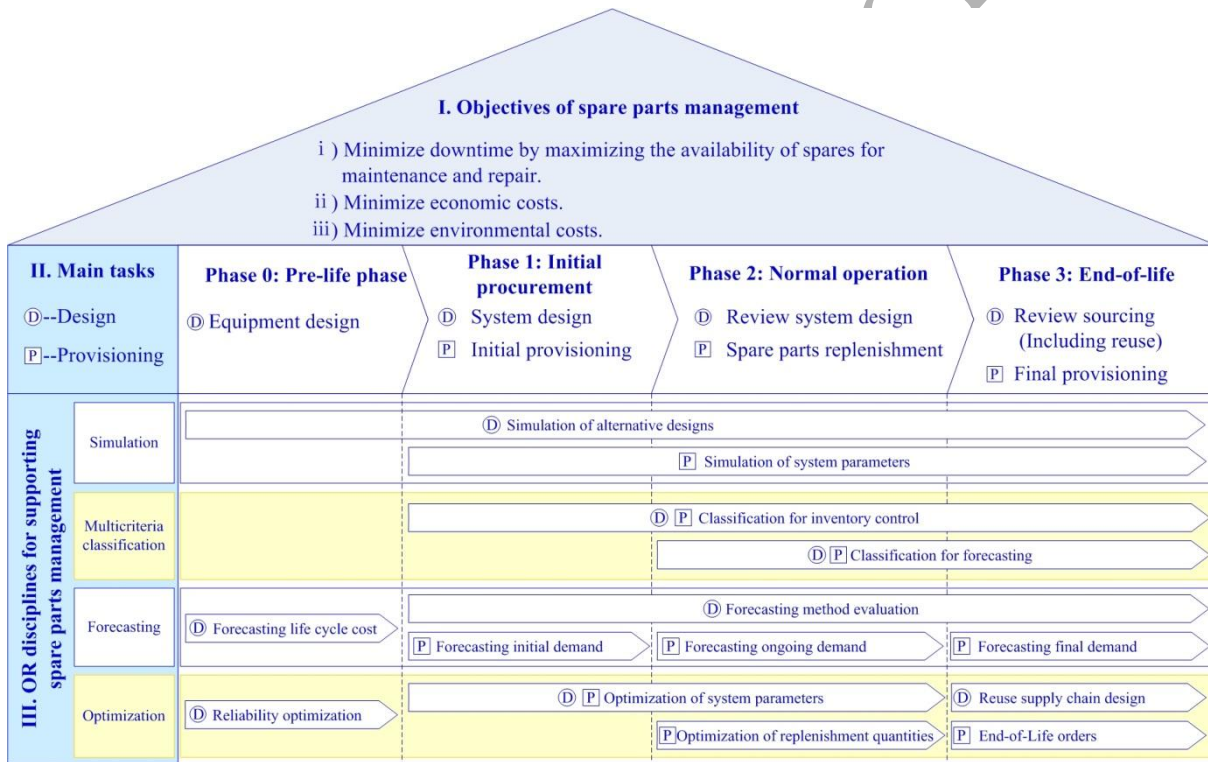 I. Objectives of spare parts management
i ) Minimize downtime by maximizing the availability of spares for
maintenance and repair.
ii ) Minimize economic costs.
iii) Minimize environmental costs.
II. Main tasks
Ⓓ--Design
🄿--Provisioning
Phase 0: Pre-life phase
Ⓓ Equipment design
Phase 1: Initial
procurement
Ⓓ System design
🄿 Initial provisioning
Phase 2: Normal operation
Ⓓ Review system design
🄿 Spare parts replenishment
Phase 3: End-of-life
Ⓓ Review sourcing
(Including reuse)
🄿 Final provisioning
III. OR disciplines for supporting
spare parts management
Simulation
Ⓓ Simulation of alternative designs
🄿 Simulation of system parameters
Multicriteria
classification
Ⓓ 🄿 Classification for inventory control
Ⓓ 🄿 Classification for forecasting
Forecasting
Ⓓ Forecasting life cycle cost
Ⓓ Forecasting method evaluation
🄿 Forecasting initial demand
🄿 Forecasting ongoing demand
🄿 Forecasting final demand
Optimization
Ⓓ Reliability optimization
Ⓓ 🄿 Optimization of system parameters
Ⓓ Reuse supply chain design
🄿 Optimization of replenishment quantities
🄿 End-of-Life orders